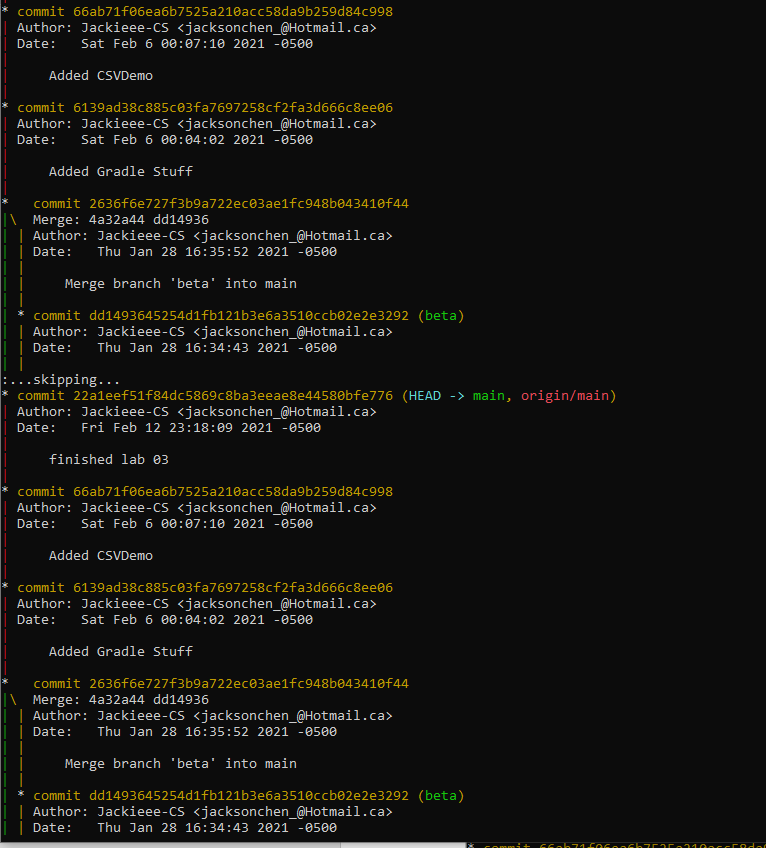 * commit 66ab71f06ea6b7525a210acc58da9b259d84c998
| Author: Jackieee-CS <jacksonchen_@Hotmail.ca>
| Date:   Sat Feb 6 00:07:10 2021 -0500
|
|     Added CSVDemo
|
* commit 6139ad38c885c03fa7697258cf2fa3d666c8ee06
| Author: Jackieee-CS <jacksonchen_@Hotmail.ca>
| Date:   Sat Feb 6 00:04:02 2021 -0500
|
|     Added Gradle Stuff
|
*   commit 2636f6e727f3b9a722ec03ae1fc948b043410f44
|\  Merge: 4a32a44 dd14936
| | Author: Jackieee-CS <jacksonchen_@Hotmail.ca>
| | Date:   Thu Jan 28 16:35:52 2021 -0500
| |
| |     Merge branch 'beta' into main
| |
| * commit dd1493645254d1fb121b3e6a3510ccb02e2e3292 (beta)
| | Author: Jackieee-CS <jacksonchen_@Hotmail.ca>
| | Date:   Thu Jan 28 16:34:43 2021 -0500
| |
:...skipping...
* commit 22a1eef51f84dc5869c8ba3eeae8e44580bfe776 (HEAD -> main, origin/main)
| Author: Jackieee-CS <jacksonchen_@Hotmail.ca>
| Date:   Fri Feb 12 23:18:09 2021 -0500
|
|     finished lab 03
|
* commit 66ab71f06ea6b7525a210acc58da9b259d84c998
| Author: Jackieee-CS <jacksonchen_@Hotmail.ca>
| Date:   Sat Feb 6 00:07:10 2021 -0500
|
|     Added CSVDemo
|
* commit 6139ad38c885c03fa7697258cf2fa3d666c8ee06
| Author: Jackieee-CS <jacksonchen_@Hotmail.ca>
| Date:   Sat Feb 6 00:04:02 2021 -0500
|
|     Added Gradle Stuff
|
*   commit 2636f6e727f3b9a722ec03ae1fc948b043410f44
|\  Merge: 4a32a44 dd14936
| | Author: Jackieee-CS <jacksonchen_@Hotmail.ca>
| | Date:   Thu Jan 28 16:35:52 2021 -0500
| |
| |     Merge branch 'beta' into main
| |
| * commit dd1493645254d1fb121b3e6a3510ccb02e2e3292 (beta)
| | Author: Jackieee-CS <jacksonchen_@Hotmail.ca>
| | Date:   Thu Jan 28 16:34:43 2021 -0500